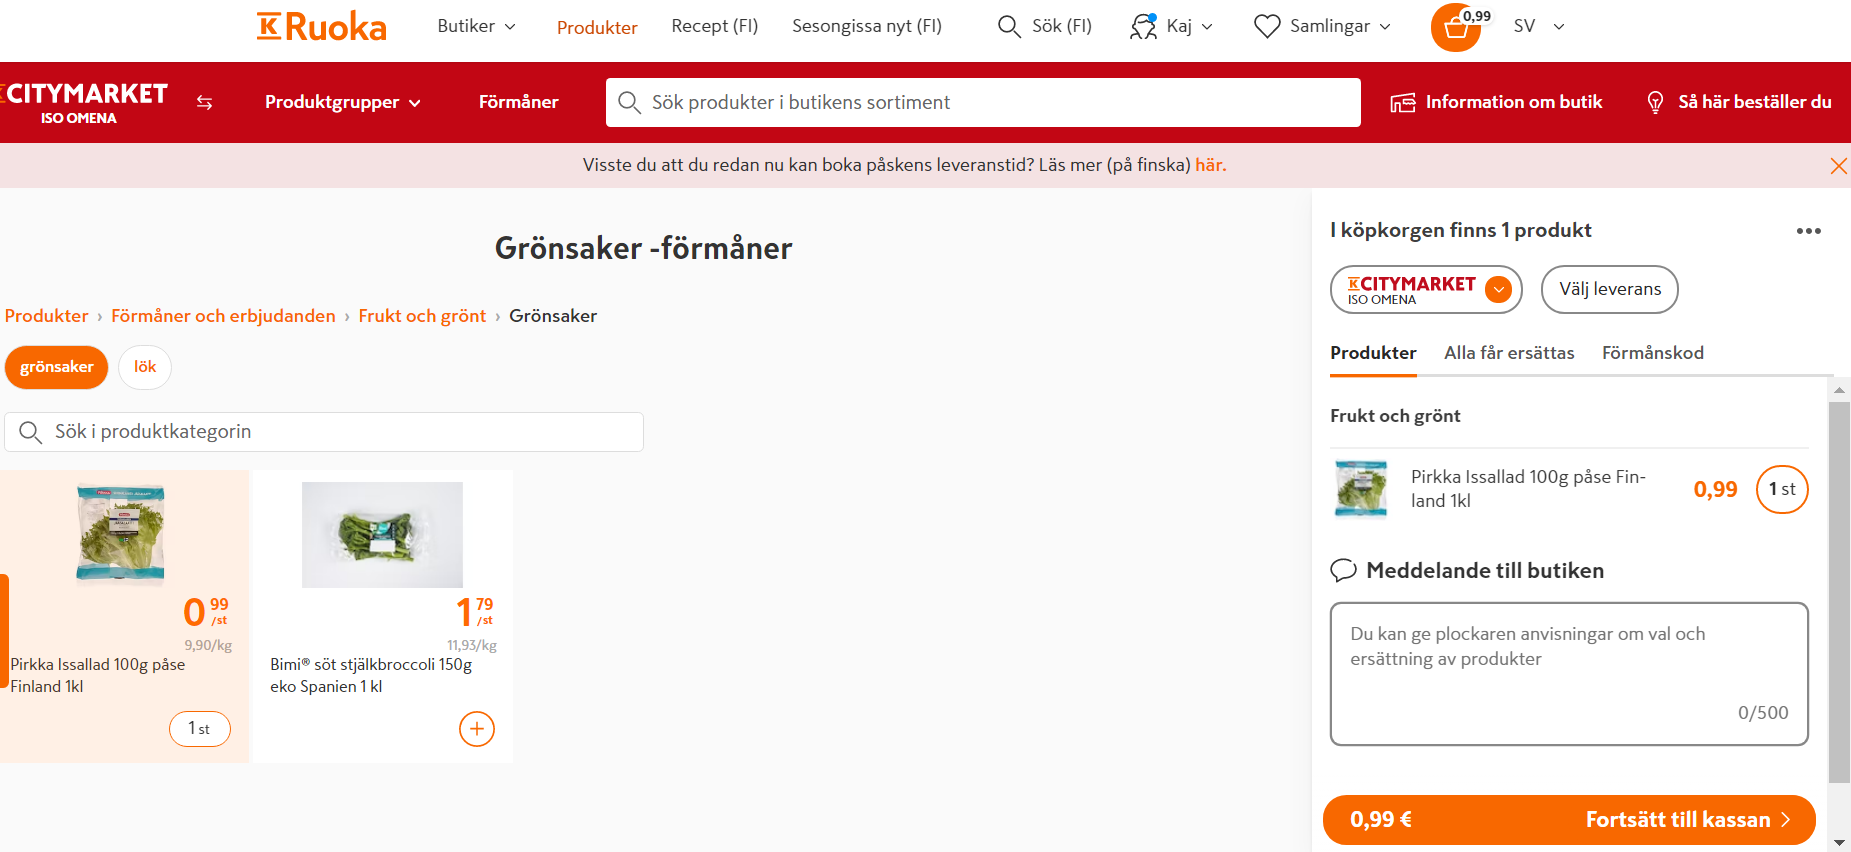 K Ruoka
Butiker
Produkter
Recept (FI)
Sesongissa nyt (FI)
Sök (FI)
Kaj
Samlingar
0,99
SV
KCITYMARKET
ISO OMENA
Produktgrupper
Förmåner
Sök produkter i butikens sortiment
Information om butik
Så här beställer du
Visste du att du redan nu kan boka påskens leveranstid? Läs mer (på finska) här.
Grönsaker -förmåner
Produkter › Förmåner och erbjudanden › Frukt och grönt › Grönsaker
grönsaker
lök
Sök i produktkategorin
0 99
/st
9,90/kg
Pirkka Issallad 100g påse
Finland 1kl
1 st
1 79
/st
11,93/kg
Bimi® söt stjälkbroccoli 150g
eko Spanien 1 kl
I köpkorgen finns 1 produkt
KCITYMARKET
ISO OMENA
Välj leverans
Produkter
Alla får ersättas
Förmånskod
Frukt och grönt
Pirkka Issallad 100g påse Fin-
land 1kl
0,99
1 st
Meddelande till butiken
Du kan ge plockaren anvisningar om val och
ersättning av produkter
0/500
0,99 €
Fortsätt till kassan